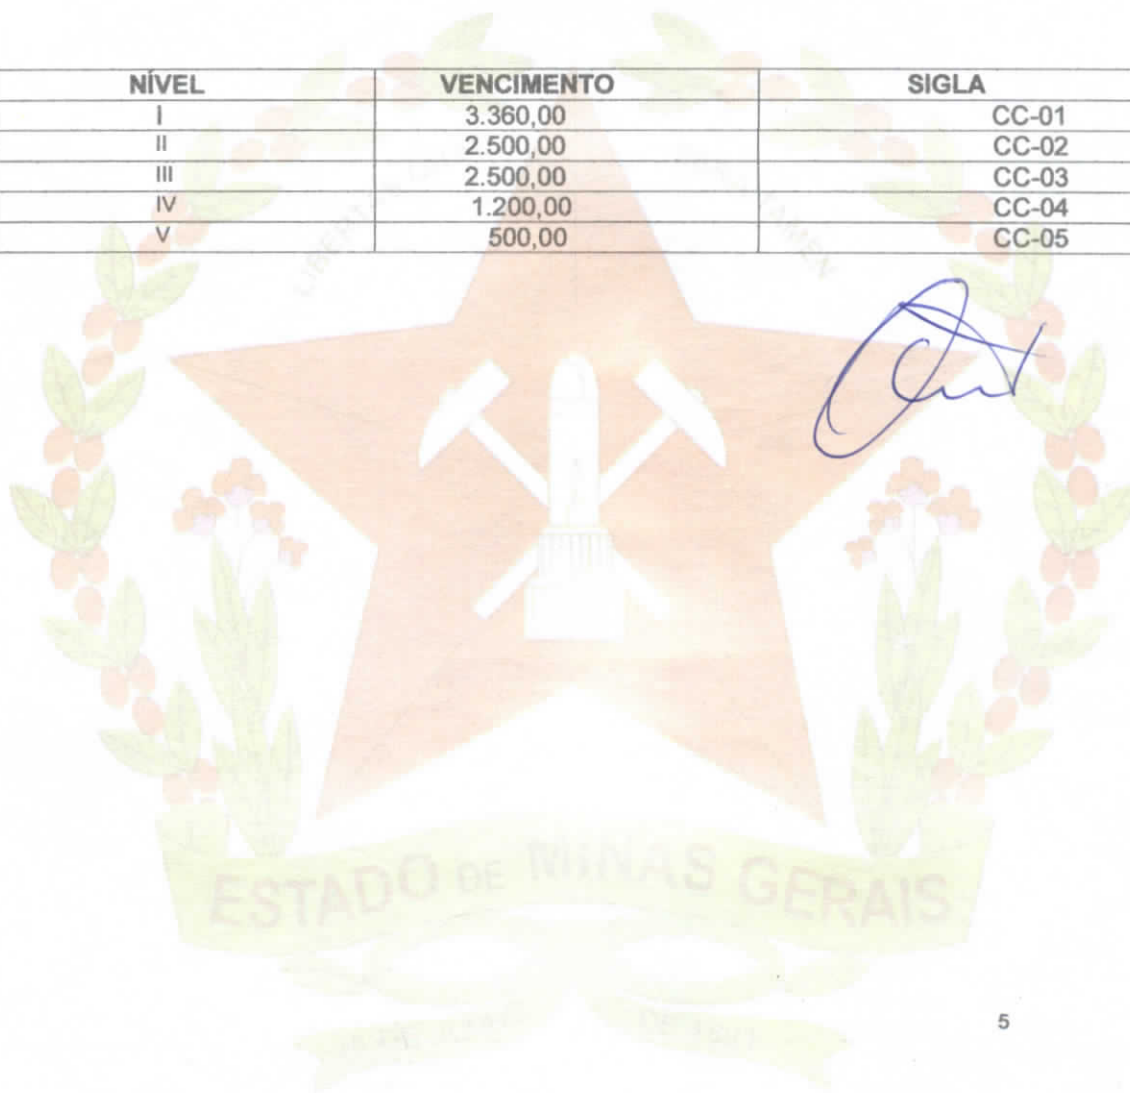 NÍVEL VENCIMENTO SIGLA
I 3.360,00 CC-01
II 2.500,00 CC-02
III 2.500,00 CC-03
IV 1.200,00 CC-04
V 500,00 CC-05
ESTADO DE MINAS GERAIS
5